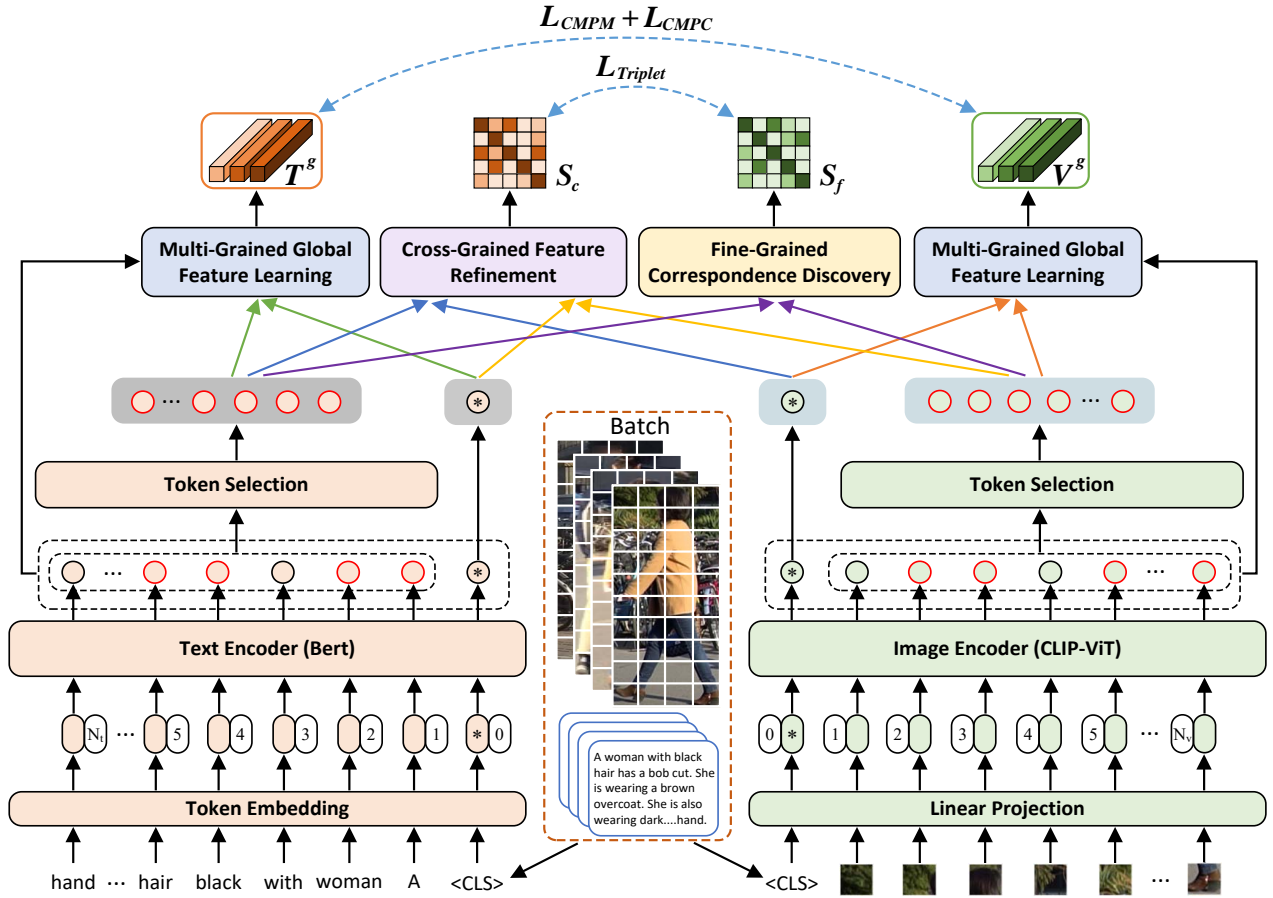 L_CMPM + L_CMPC
L_Triplet
T^g
S_c
S_f
V^g
Multi-Grained Global
Feature Learning
Cross-Grained Feature
Refinement
Fine-Grained
Correspondence Discovery
Multi-Grained Global
Feature Learning
... * * ...
Batch
Token Selection
Token Selection
... * * ...
Text Encoder (Bert)
Image Encoder (CLIP-ViT)
N_t ... 5 4 3 2 1 * 0
0 * 1 2 3 4 5 ... N_v
A woman with black
hair has a bob cut. She
is wearing a brown
overcoat. She is also
wearing dark....hand.
Token Embedding
Linear Projection
hand ... hair black with woman A <CLS>
<CLS> ...